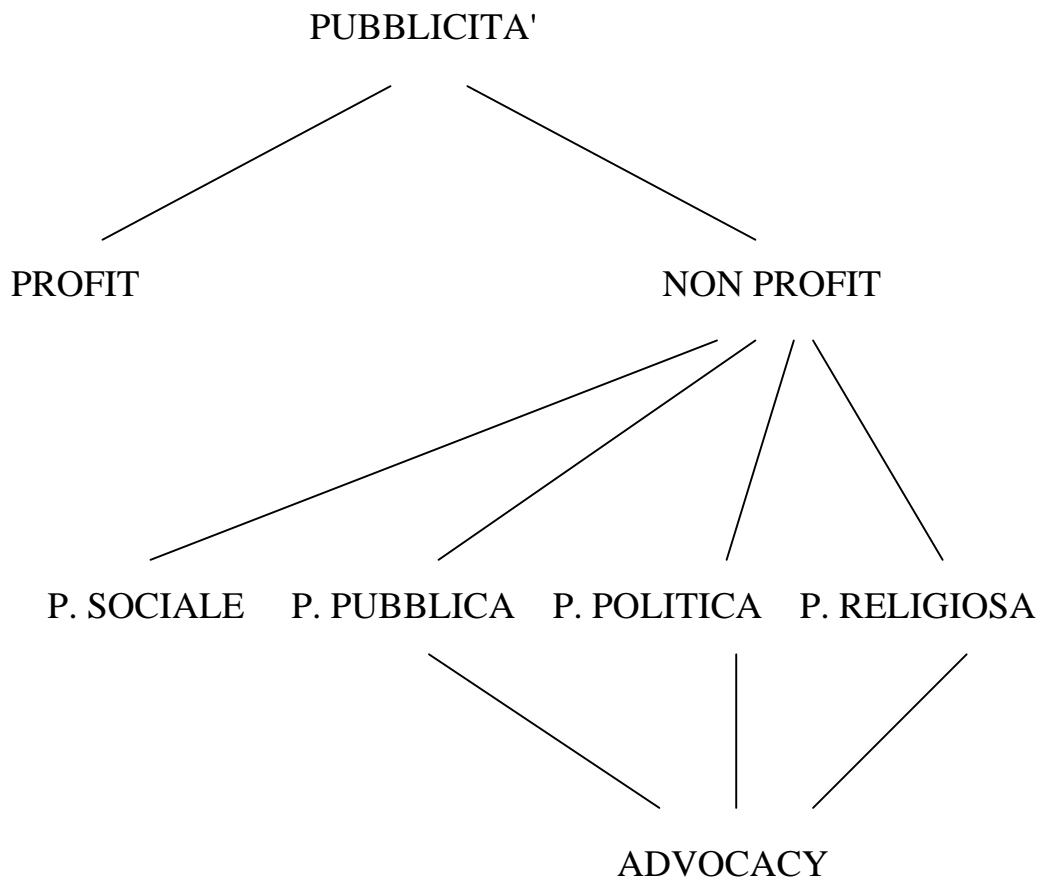 PUBBLICITA'
PROFIT NON PROFIT
P. SOCIALE P. PUBBLICA P. POLITICA P. RELIGIOSA
ADVOCACY